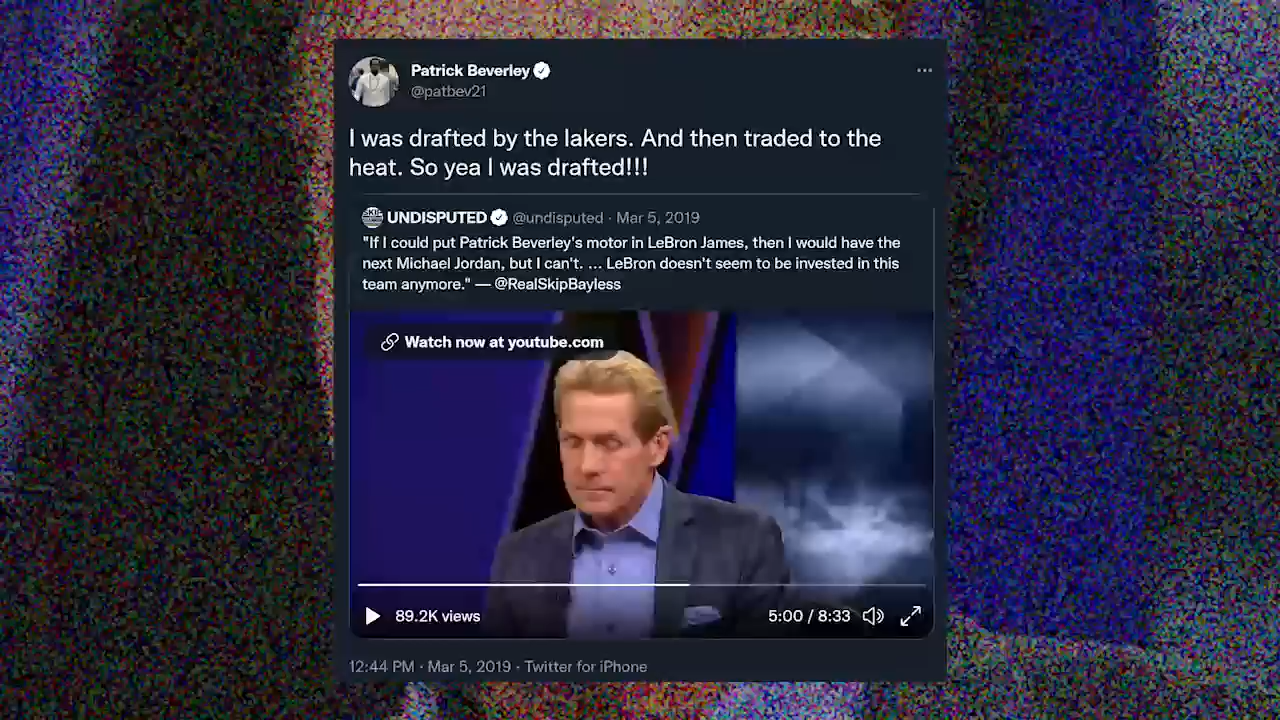 Patrick Beverley
@patbev21
I was drafted by the lakers. And then traded to the
heat. So yea I was drafted!!!
UNDISPUTED @undisputed · Mar 5, 2019
"If I could put Patrick Beverley's motor in LeBron James, then I would have the
next Michael Jordan, but I can't. ... LeBron doesn't seem to be invested in this
team anymore." — @RealSkipBayless
Watch now at youtube.com
89.2K views
5:00 / 8:33
12:44 PM · Mar 5, 2019 · Twitter for iPhone